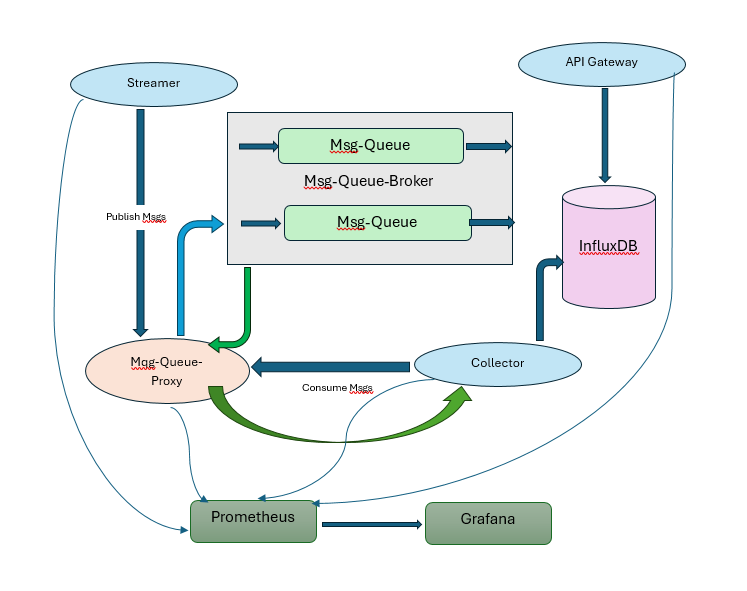 API Gateway
Streamer
Msg-Queue
Msg-Queue-Broker
Publish Msgs
Msg-Queue
InfluxDB
Mqg-Queue-
Proxy
Collector
Consume Msgs
Prometheus
Grafana